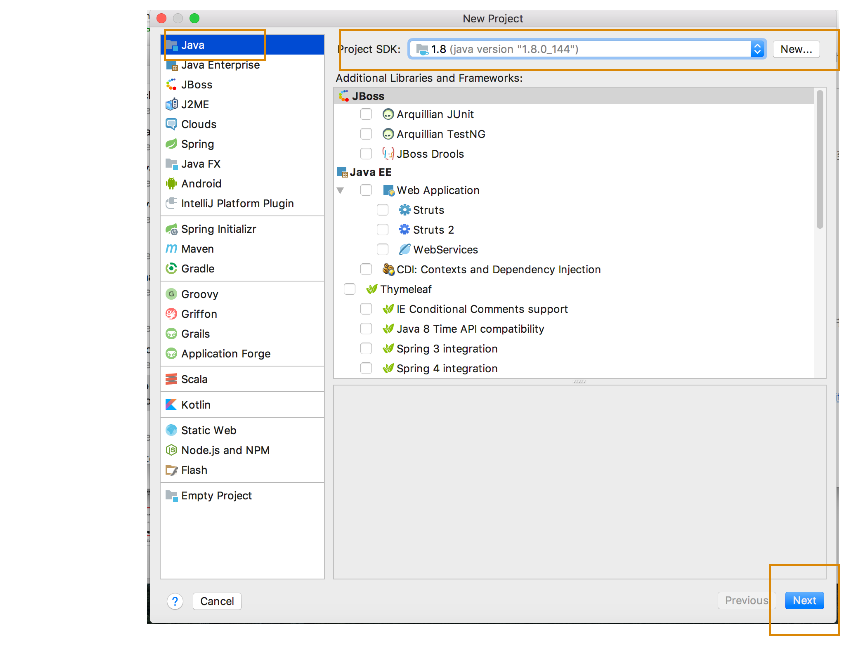 New Project
Java
Java Enterprise
JBoss
J2ME
Clouds
Spring
Java FX
Android
IntelliJ Platform Plugin
Spring Initializr
Maven
Gradle
Groovy
Griffon
Grails
Application Forge
Scala
Kotlin
Static Web
Node.js and NPM
Flash
Empty Project
Project SDK: 1.8 (java version "1.8.0_144") New...
Additional Libraries and Frameworks:
JBoss
Arquillian JUnit
Arquillian TestNG
JBoss Drools
Java EE
Web Application
Struts
Struts 2
WebServices
CDI: Contexts and Dependency Injection
Thymeleaf
IE Conditional Comments support
Java 8 Time API compatibility
Spring 3 integration
Spring 4 integration
? Cancel Previous Next